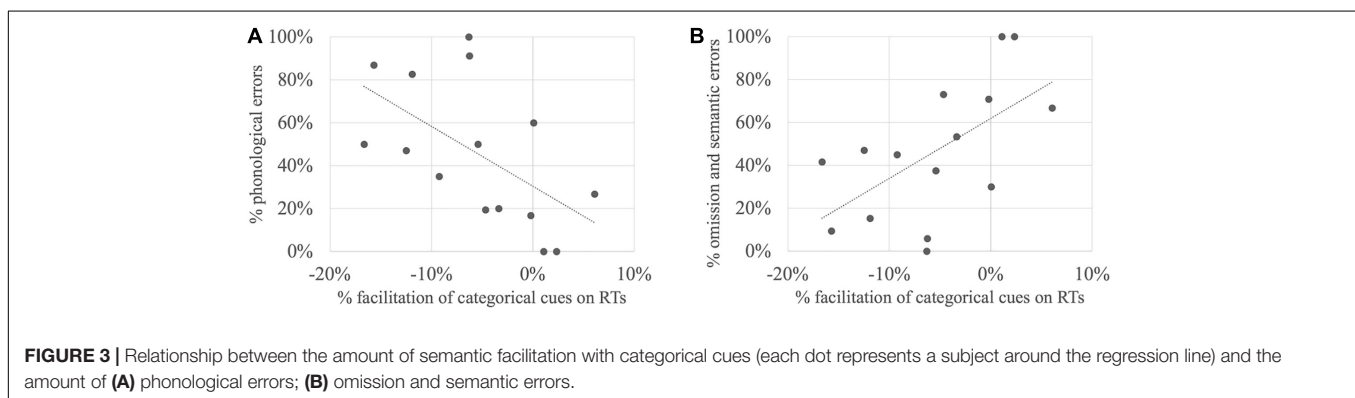 A
% phonological errors
100%
80%
60%
40%
20%
0%
-20% -10% 0% 10%
% facilitation of categorical cues on RTs
B
% omission and semantic errors
100%
80%
60%
40%
20%
0%
-20% -10% 0% 10%
% facilitation of categorical cues on RTs
FIGURE 3 | Relationship between the amount of semantic facilitation with categorical cues (each dot represents a subject around the regression line) and the
amount of (A) phonological errors; (B) omission and semantic errors.